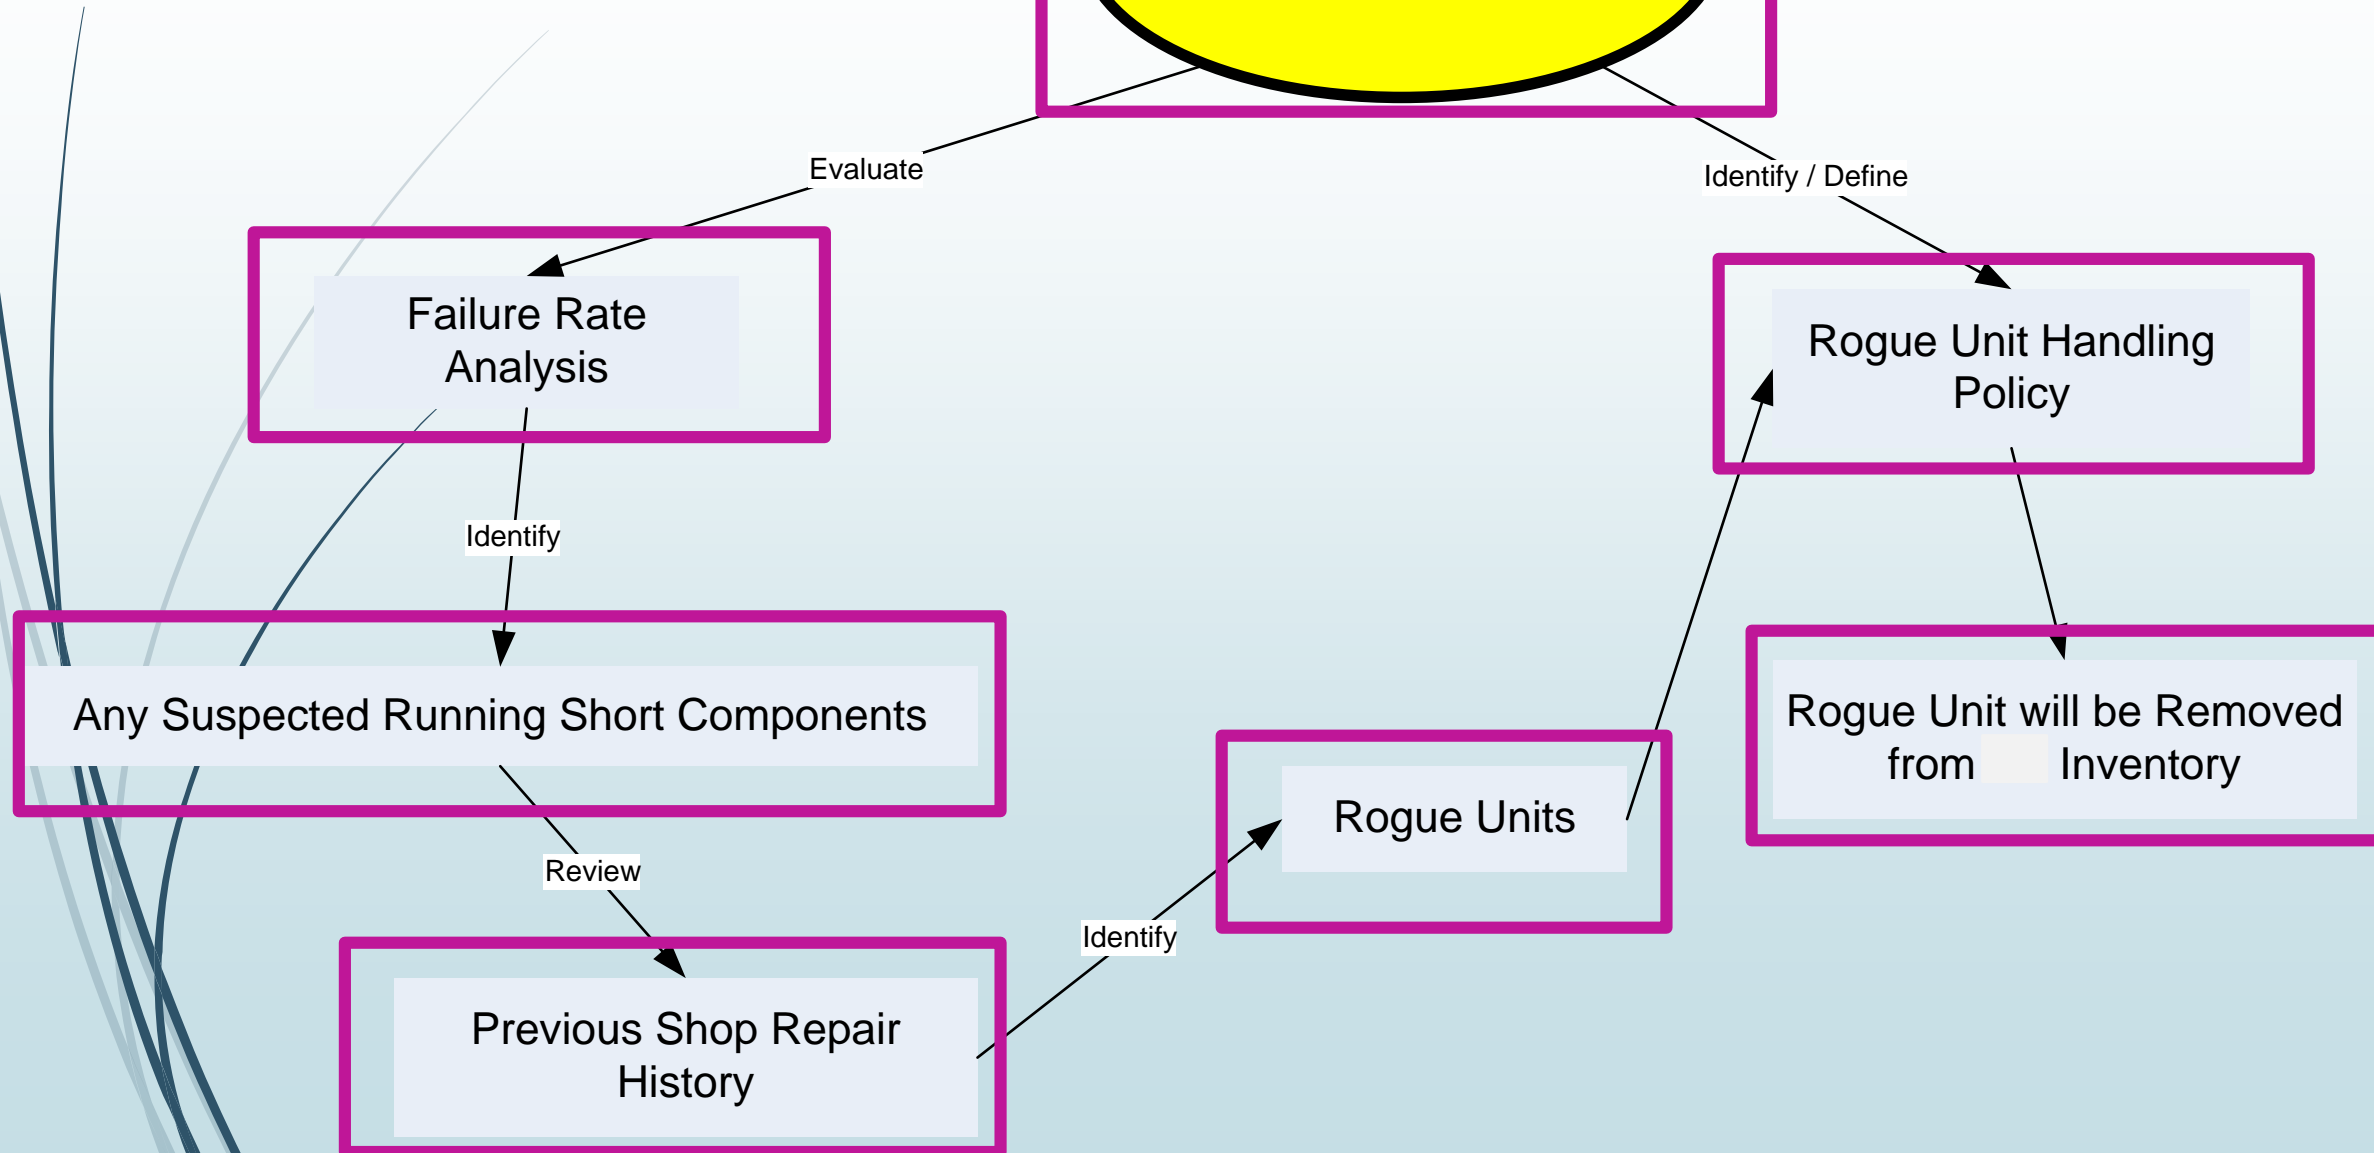 Evaluate
Identify / Define
Failure Rate
Analysis
Rogue Unit Handling
Policy
Identify
Any Suspected Running Short Components
Rogue Unit will be Removed
from Inventory
Rogue Units
Review
Identify
Previous Shop Repair
History